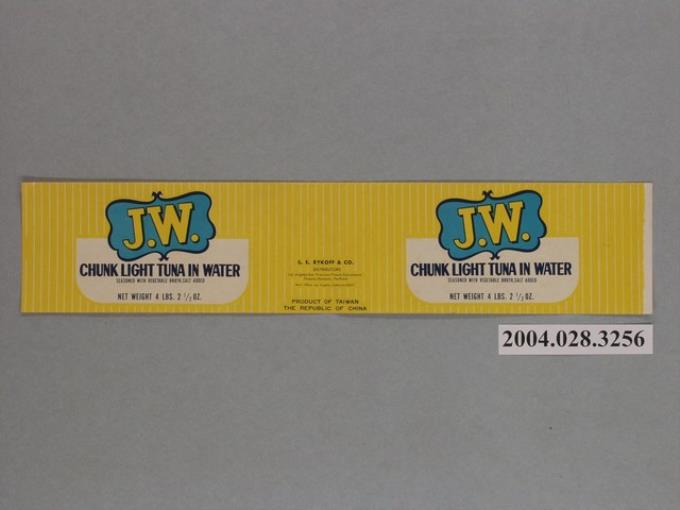 J.W.
CHUNK LIGHT TUNA IN WATER
SEASONED WITH VEGETABLE BROTH, SALT ADDED
NET WEIGHT 4 LBS. 2 1/2 OZ.
S. E. RYKOFF & CO.
DISTRIBUTORS
PRODUCT OF TAIWAN
THE REPUBLIC OF CHINA
J.W.
CHUNK LIGHT TUNA IN WATER
SEASONED WITH VEGETABLE BROTH, SALT ADDED
NET WEIGHT 4 LBS. 2 1/2 OZ.
2004.028.3256